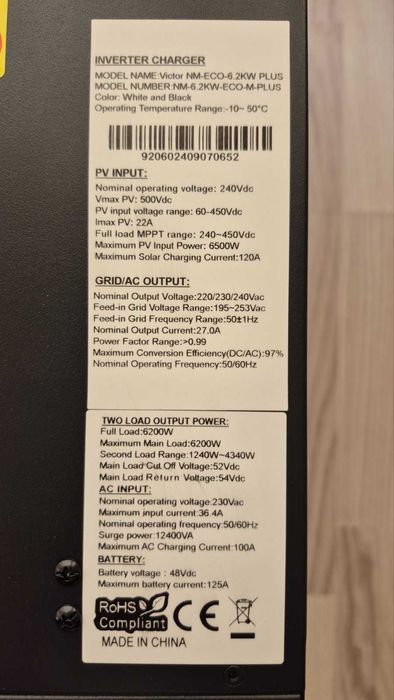 INVERTER CHARGER
MODEL NAME:Victor NM-ECO-6.2KW PLUS
MODEL NUMBER:NM-6.2KW-ECO-M-PLUS
Color: White and Black
Operating Temperature Range:-10~ 50°C
920602409070652
PV INPUT:
Nominal operating voltage: 240Vdc
Vmax PV: 500Vdc
PV input voltage range: 60-450Vdc
Imax PV: 22A
Full load MPPT range: 240~450Vdc
Maximum PV Input Power: 6500W
Maximum Solar Charging Current:120A
GRID/AC OUTPUT:
Nominal Output Voltage:220/230/240Vac
Feed-in Grid Voltage Range:195~253Vac
Feed-in Grid Frequency Range:50±1Hz
Nominal Output Current:27.0A
Power Factor Range:>0.99
Maximum Conversion Efficiency(DC/AC):97%
Nominal Operating Frequency:50/60Hz
TWO LOAD OUTPUT POWER:
Full Load:6200W
Maximum Main Load:6200W
Second Load Range:1240W~4340W
Main Load Cut Off Voltage:52Vdc
Main Load Return Voltage:54Vdc
AC INPUT:
Nominal operating voltage:230Vac
Maximum input current:36.4A
Nominal operating frequency:50/60Hz
Surge power:12400VA
Maximum AC Charging Current:100A
BATTERY:
Battery voltage : 48Vdc
Maximum battery current:125A
RoHS
Compliant
CE
MADE IN CHINA